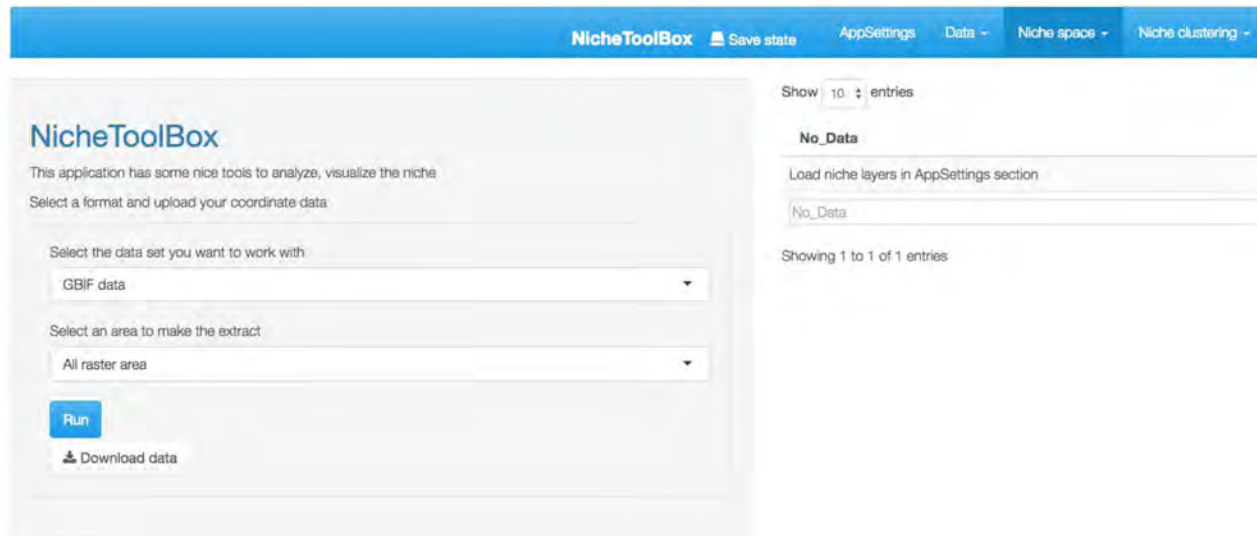 NicheToolBox Save state AppSettings Data Niche space Niche clustering
NicheToolBox
This application has some nice tools to analyze, visualize the niche
Select a format and upload your coordinate data
Select the data set you want to work with
GBIF data
Select an area to make the extract
All raster area
Run
Download data
Show 10 entries
No_Data
Load niche layers in AppSettings section
No_Data
Showing 1 to 1 of 1 entries